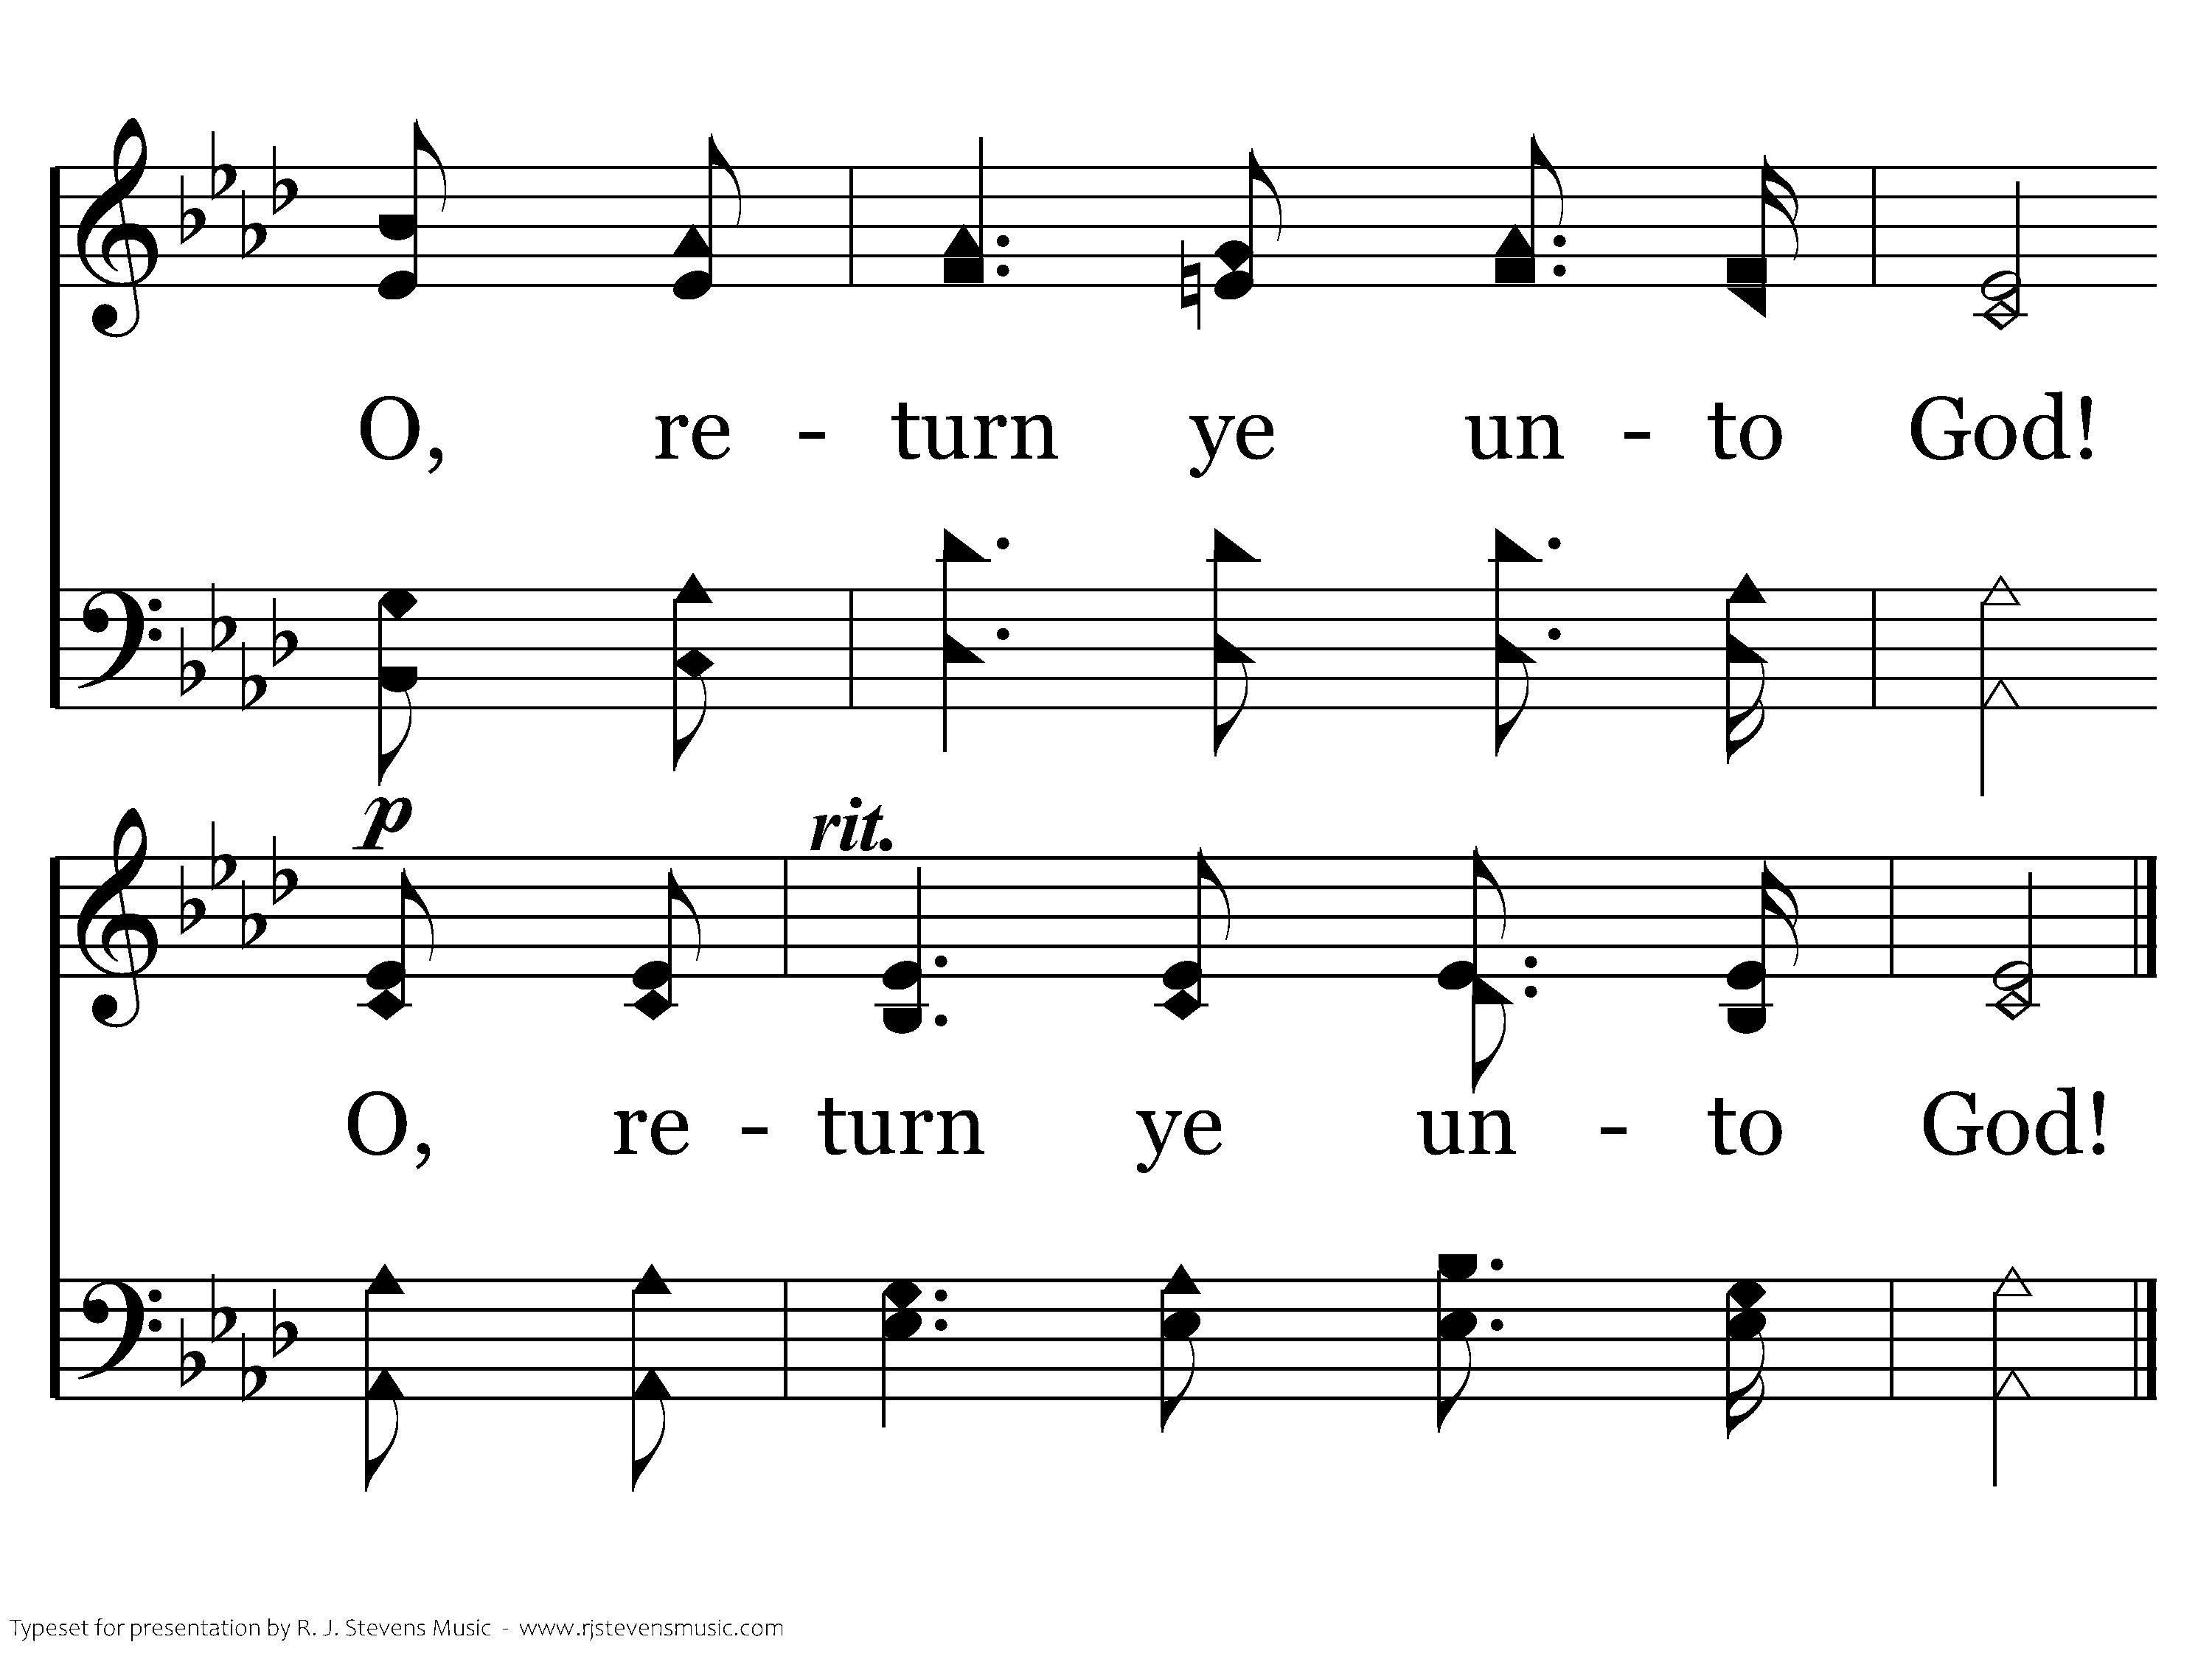 O, re - turn ye un - to God!
p rit.
O, re - turn ye un - to God!
Typeset for presentation by R. J. Stevens Music - www.rjstevensmusic.com